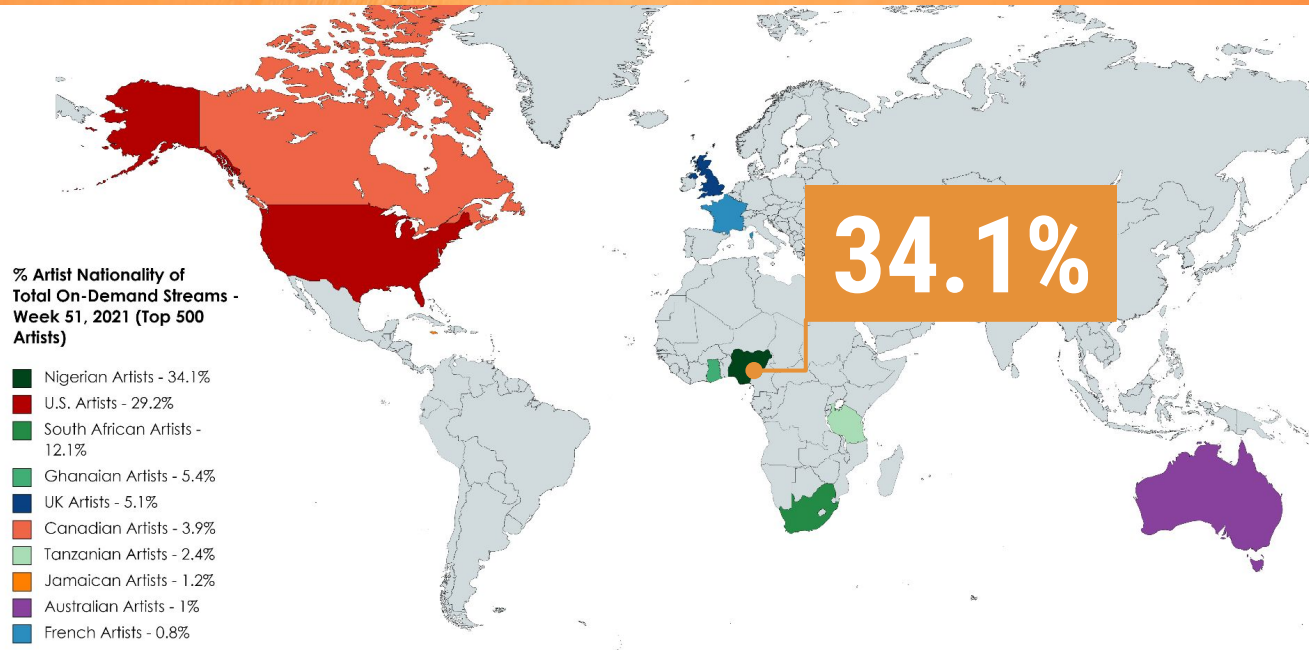 34.1%
% Artist Nationality of
Total On-Demand Streams -
Week 51, 2021 (Top 500
Artists)
Nigerian Artists - 34.1%
U.S. Artists - 29.2%
South African Artists -
12.1%
Ghanaian Artists - 5.4%
UK Artists - 5.1%
Canadian Artists - 3.9%
Tanzanian Artists - 2.4%
Jamaican Artists - 1.2%
Australian Artists - 1%
French Artists - 0.8%